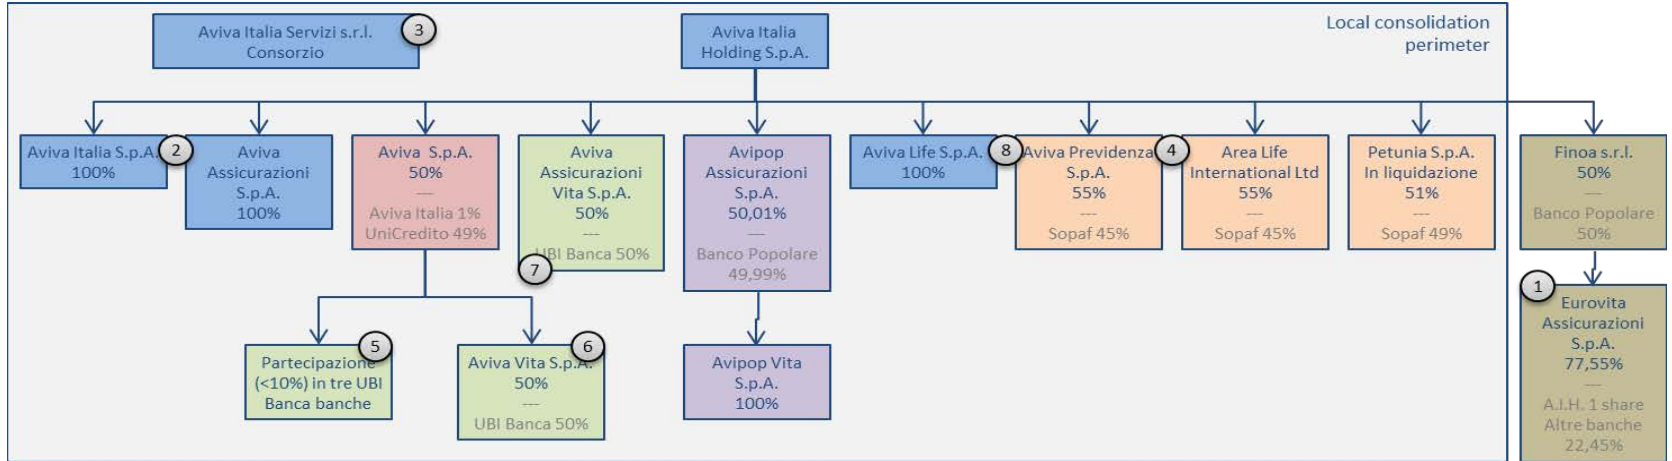 Aviva Italia Servizi s.r.l.
Consorzio
3
Aviva Italia
Holding S.p.A.
Local consolidation
perimeter
Aviva Italia S.p.A.
100%
2
Aviva
Assicurazioni
S.p.A.
100%
Aviva S.p.A.
50%
---
Aviva Italia 1%
UniCredito 49%
Aviva
Assicurazioni
Vita S.p.A.
50%
---
UBI Banca 50%
7
Avipop
Assicurazioni
S.p.A.
50,01%
---
Banco Popolare
49,99%
Aviva Life S.p.A.
100%
8
Aviva Previdenza
S.p.A.
55%
---
Sopaf 45%
4
Area Life
International Ltd
55%
---
Sopaf 45%
Petunia S.p.A.
In liquidazione
51%
---
Sopaf 49%
Finoa s.r.l.
50%
---
Banco Popolare
50%
Partecipazione
(<10%) in tre UBI
Banca banche
5
Aviva Vita S.p.A.
50%
---
UBI Banca 50%
6
Avipop Vita
S.p.A.
100%
1
Eurovita
Assicurazioni
S.p.A.
77,55%
---
A.I.H. 1 share
Altre banche
22,45%